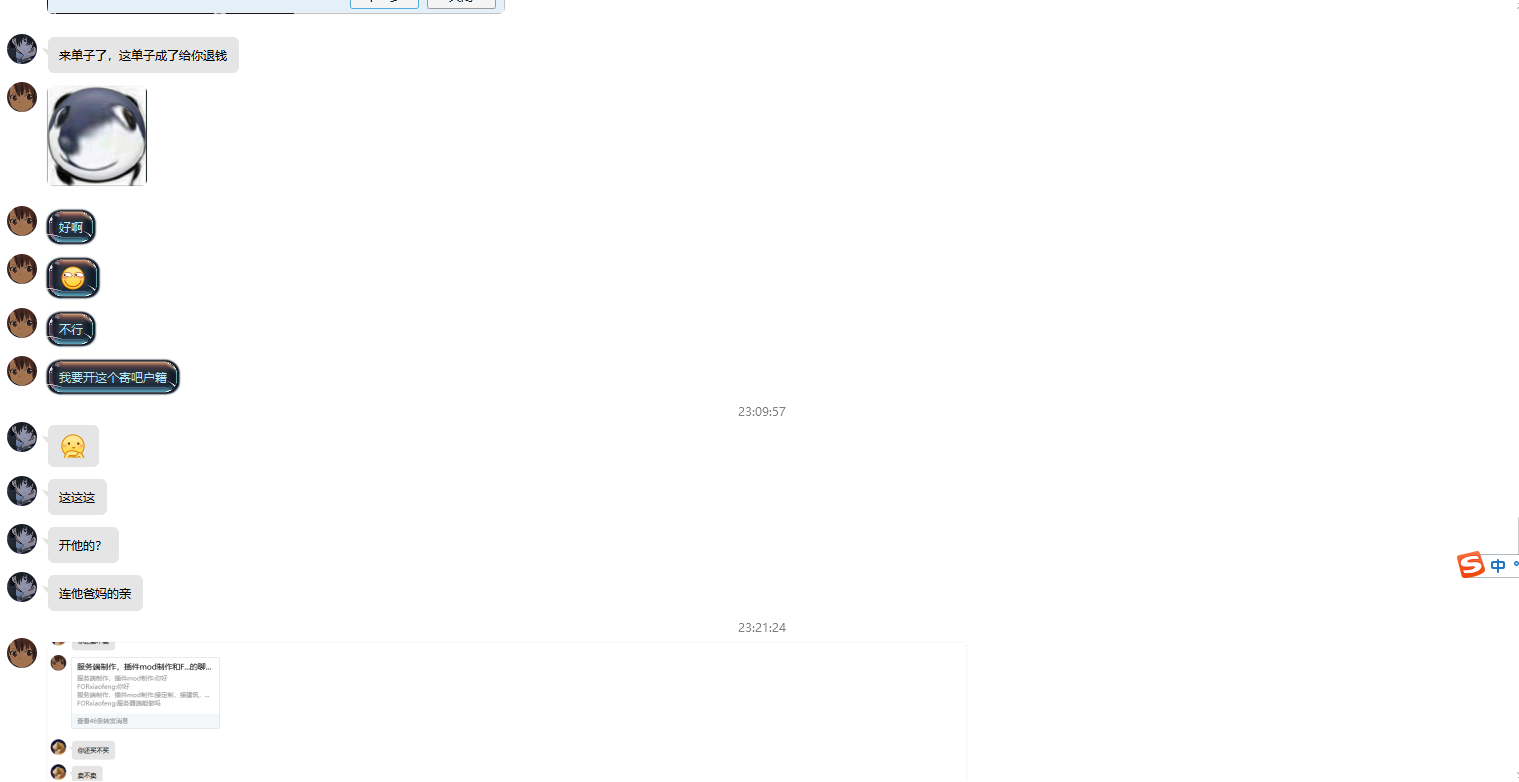 来单子了，这单子成了给你退钱
好啊
不行
我要开这个寄吧户籍
23:09:57
这这这
开他的?
连他爸妈的亲
23:21:24
服务端制作，插件mod制作和F...的聊...
服务端制作，插件mod制作:你好
FORxiaofeng:你好
服务端制作，插件mod制作:接定制，接建筑，...
FORxiaofeng:服务器端能做吗
查看46条转发消息
你还买不买
卖不卖
中